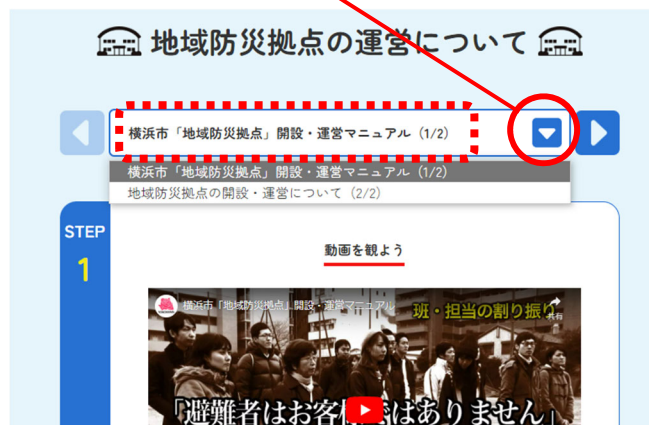 地域防災拠点の運営について
横浜市「地域防災拠点」開設・運営マニュアル（1/2）
横浜市「地域防災拠点」開設・運営マニュアル（1/2）
地域防災拠点の開設・運営について（2/2）
STEP
1
動画を観よう
横浜市「地域防災拠点」開設・運営マニュアル
班・担当の割り振り
共有
「避難者はお客様ではありません」